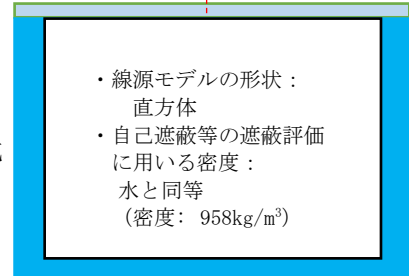 ・線源モデルの形状：
直方体
・自己遮蔽等の遮蔽評価
に用いる密度：
水と同等
(密度： 958kg/m³)